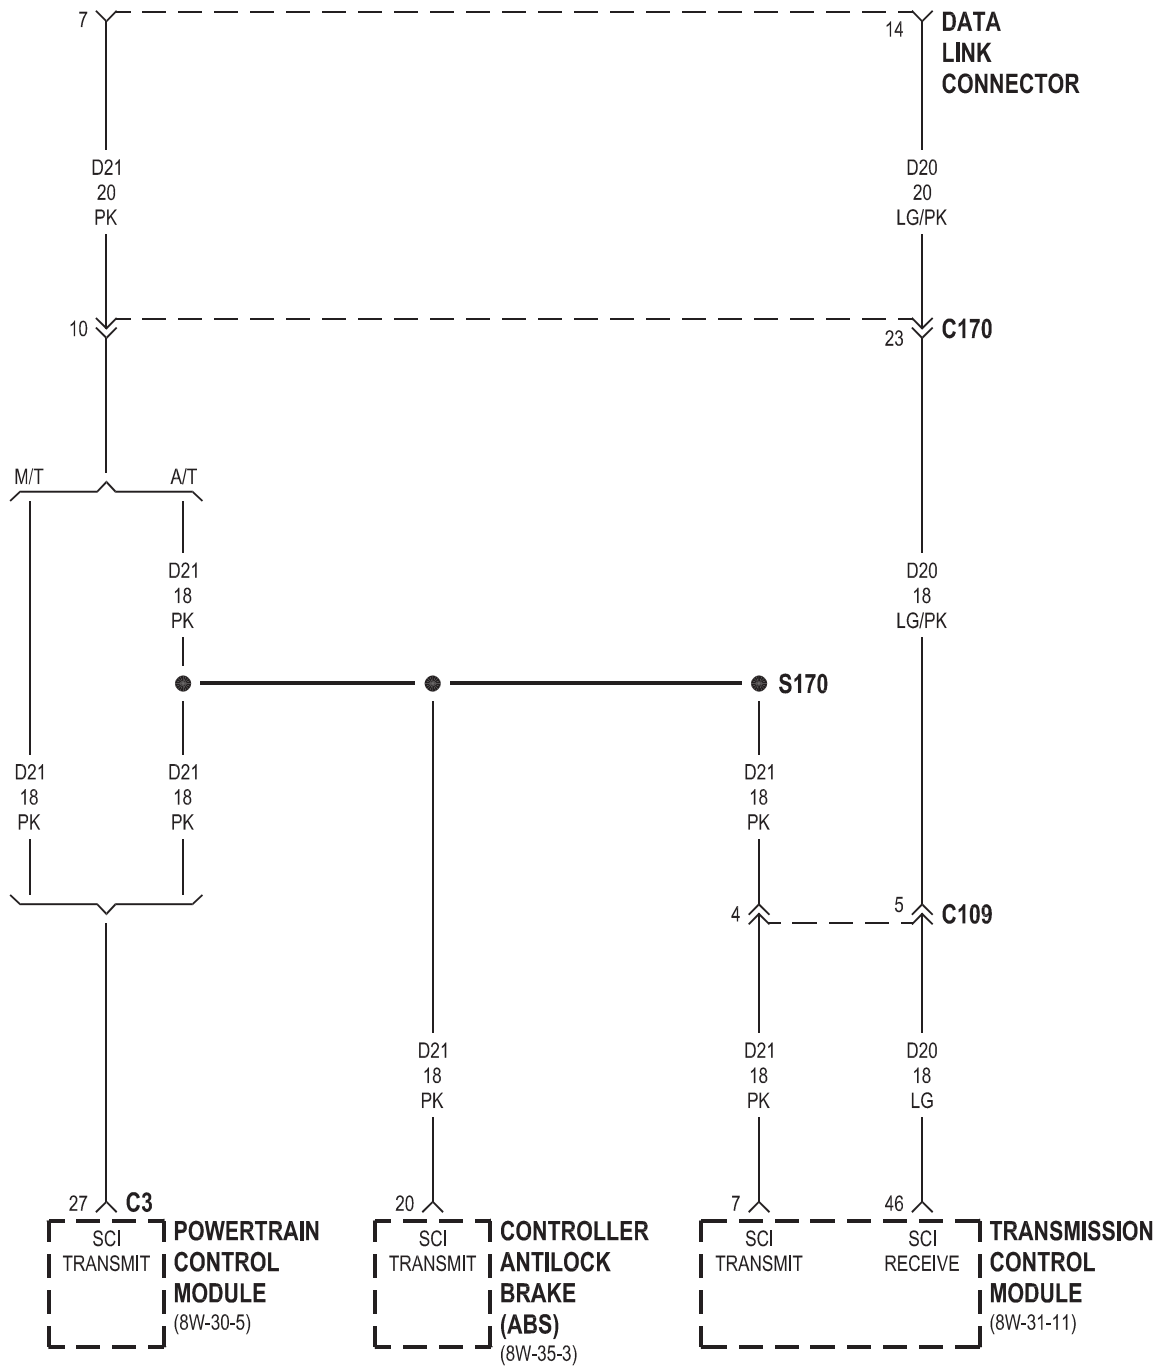 7
14
DATA
LINK
CONNECTOR
D21
20
PK
D20
20
LG/PK
10
23
C170
M/T
A/T
D21
18
PK
D20
18
LG/PK
S170
D21
18
PK
D21
18
PK
D21
18
PK
4
5
C109
D21
18
PK
D21
18
PK
D20
18
LG
27
C3
20
7
46
SCI
TRANSMIT
POWERTRAIN
CONTROL
MODULE
(8W-30-5)
SCI
TRANSMIT
CONTROLLER
ANTILOCK
BRAKE
(ABS)
(8W-35-3)
SCI
TRANSMIT
SCI
RECEIVE
TRANSMISSION
CONTROL
MODULE
(8W-31-11)